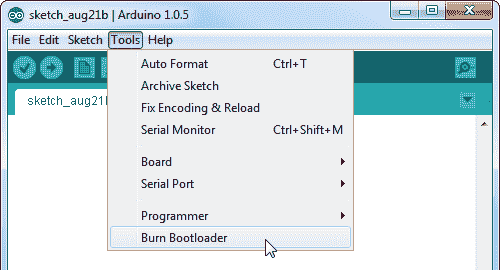 sketch_aug21b | Arduino 1.0.5
File Edit Sketch Tools Help
Auto Format Ctrl+T
Archive Sketch
sketch_aug21b
Fix Encoding & Reload
Serial Monitor Ctrl+Shift+M
Board
Serial Port
Programmer
Burn Bootloader